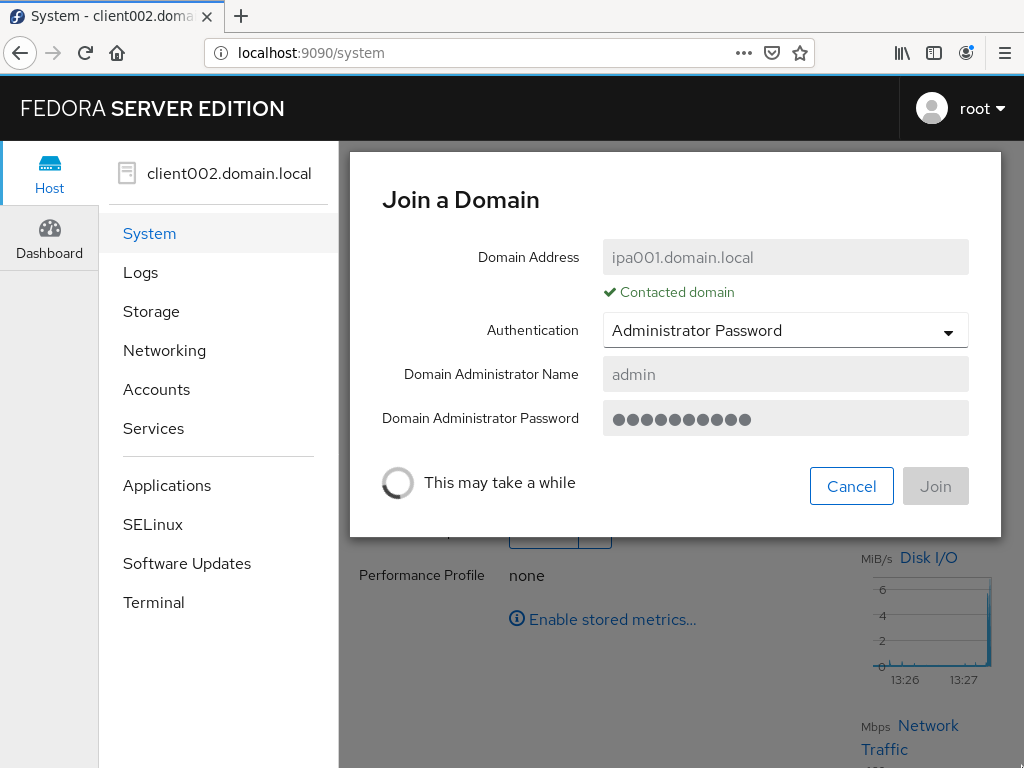 System - client002.doma
localhost:9090/system
FEDORA SERVER EDITION
root
Host
Dashboard
client002.domain.local
System
Logs
Storage
Networking
Accounts
Services
Applications
SELinux
Software Updates
Terminal
Join a Domain
Domain Address
ipa001.domain.local
Contacted domain
Authentication
Administrator Password
Domain Administrator Name
admin
Domain Administrator Password
●●●●●●●●●●
This may take a while
Cancel
Join
Performance Profile
none
Enable stored metrics...
MiB/s Disk I/O
6
4
2
0
13:26
13:27
Mbps Network
Traffic